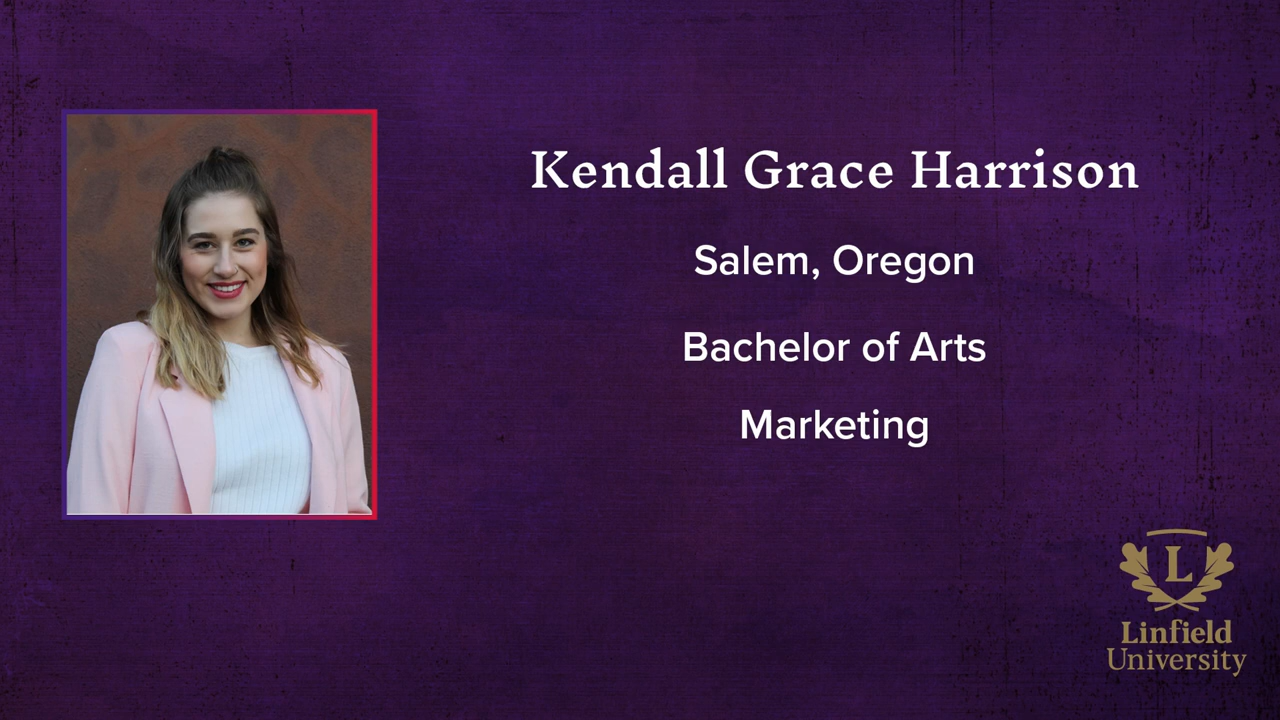 Kendall Grace Harrison
Salem, Oregon
Bachelor of Arts
Marketing
L
Linfield
University